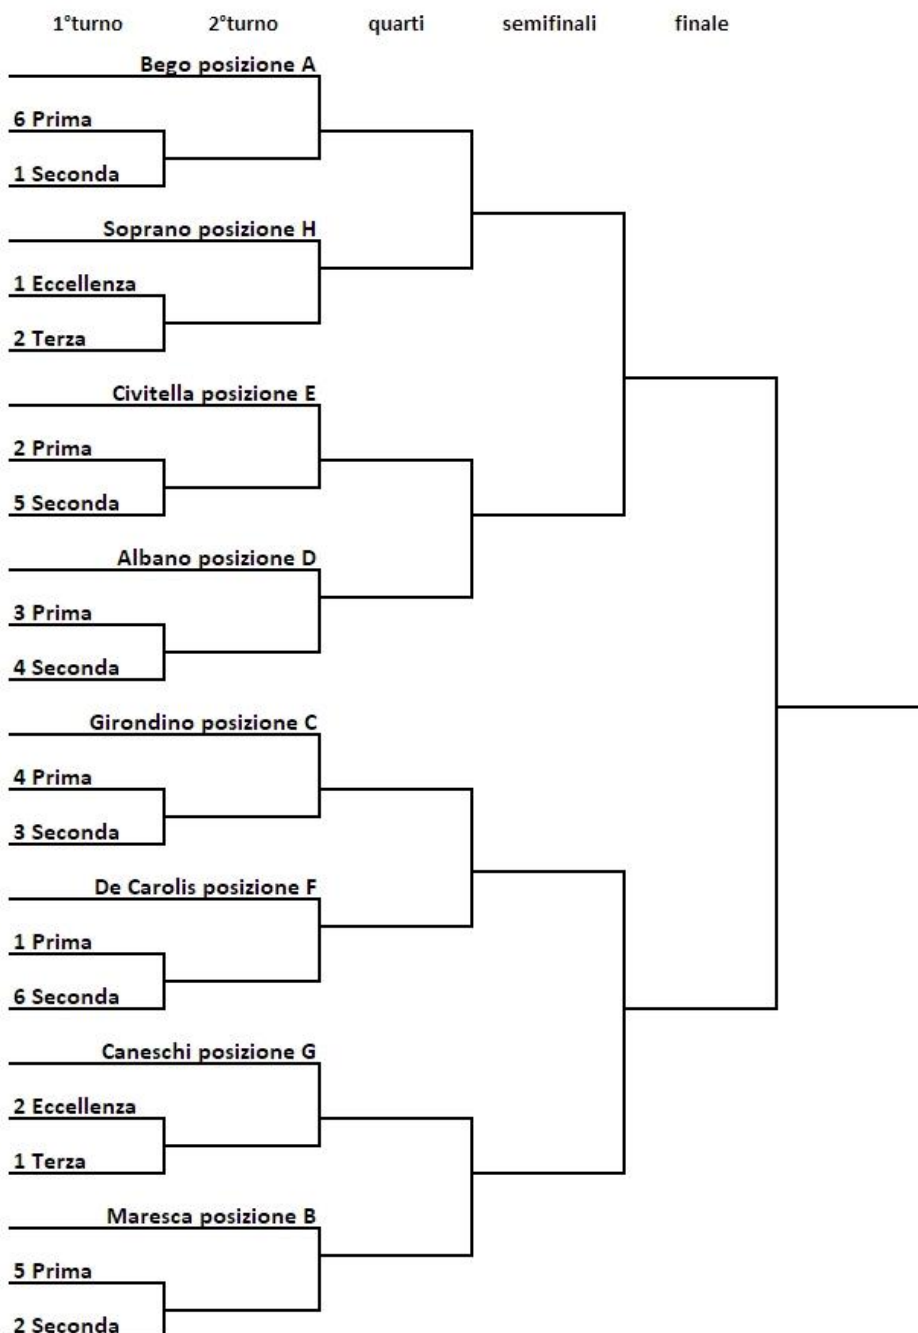 1°turno 2°turno quarti semifinali finale
Bego posizione A
6 Prima
1 Seconda
Soprano posizione H
1 Eccellenza
2 Terza
Civitella posizione E
2 Prima
5 Seconda
Albano posizione D
3 Prima
4 Seconda
Girondino posizione C
4 Prima
3 Seconda
De Carolis posizione F
1 Prima
6 Seconda
Caneschi posizione G
2 Eccellenza
1 Terza
Maresca posizione B
5 Prima
2 Seconda